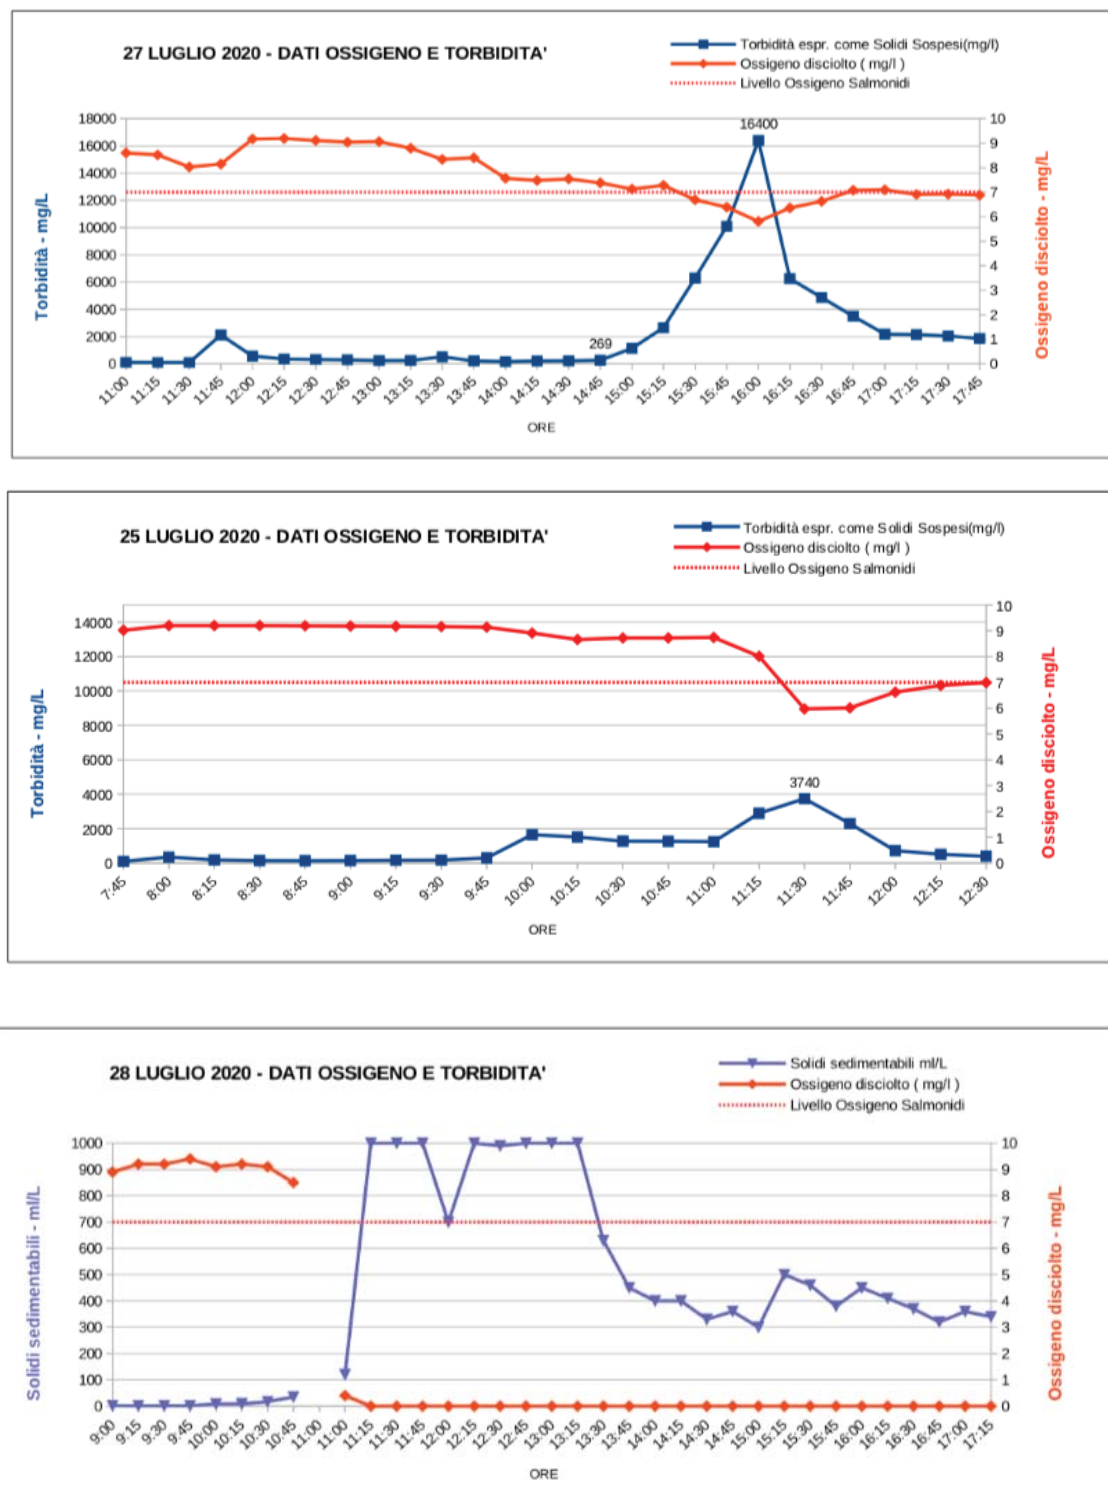 27 LUGLIO 2020 - DATI OSSIGENO E TORBIDITA'
Torbidità espr. come Solidi Sospesi(mg/l)
Ossigeno disciolto ( mg/l )
Livello Ossigeno Salmonidi
Torbidità - mg/L
18000
16000
14000
12000
10000
8000
6000
4000
2000
0
16400
269
10
9
8
7
6
5
4
3
2
1
0
Ossigeno disciolto - mg/L
11:00 11:15 11:30 11:45 12:00 12:15 12:30 12:45 13:00 13:15 13:30 13:45 14:00 14:15 14:30 14:45 15:00 15:15 15:30 15:45 16:00 16:15 16:30 16:45 17:00 17:15 17:30 17:45
ORE
25 LUGLIO 2020 - DATI OSSIGENO E TORBIDITA'
Torbidità espr. come Solidi Sospesi(mg/l)
Ossigeno disciolto ( mg/l )
Livello Ossigeno Salmonidi
Torbidità - mg/L
14000
12000
10000
8000
6000
4000
2000
0
3740
10
9
8
7
6
5
4
3
2
1
0
Ossigeno disciolto - mg/L
7:45 8:00 8:15 8:30 8:45 9:00 9:15 9:30 9:45 10:00 10:15 10:30 10:45 11:00 11:15 11:30 11:45 12:00 12:15 12:30
ORE
28 LUGLIO 2020 - DATI OSSIGENO E TORBIDITA'
Solidi sedimentabili ml/L
Ossigeno disciolto ( mg/l )
Livello Ossigeno Salmonidi
Solidi sedimentabili - ml/L
1000
900
800
700
600
500
400
300
200
100
0
10
9
8
7
6
5
4
3
2
1
0
Ossigeno disciolto - mg/L
9:00 9:15 9:30 9:45 10:00 10:15 10:30 10:45 11:00 11:00 11:15 11:30 11:45 12:00 12:15 12:30 12:45 13:00 13:15 13:30 13:45 14:00 14:15 14:30 14:45 15:00 15:15 15:30 15:45 16:00 16:15 16:30 16:45 17:00 17:15
ORE